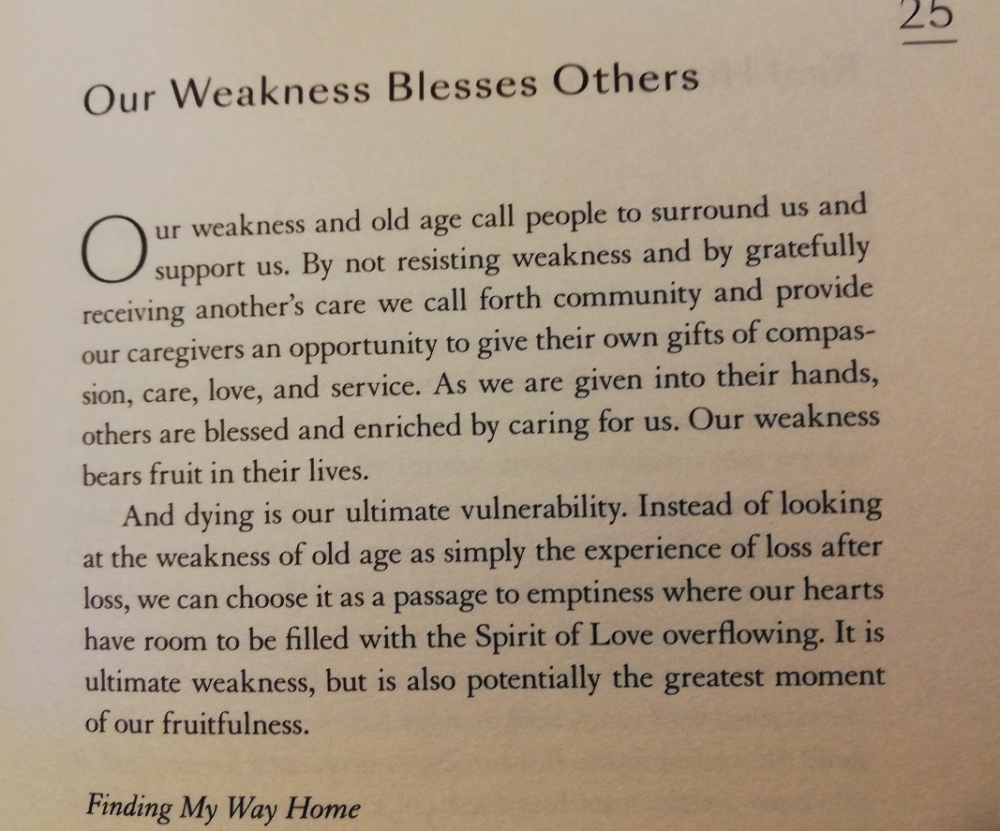 25
Our Weakness Blesses Others
Our weakness and old age call people to surround us and
support us. By not resisting weakness and by gratefully
receiving another's care we call forth community and provide
our caregivers an opportunity to give their own gifts of compas-
sion, care, love, and service. As we are given into their hands,
others are blessed and enriched by caring for us. Our weakness
bears fruit in their lives.
And dying is our ultimate vulnerability. Instead of looking
at the weakness of old age as simply the experience of loss after
loss, we can choose it as a passage to emptiness where our hearts
have room to be filled with the Spirit of Love overflowing. It is
ultimate weakness, but is also potentially the greatest moment
of our fruitfulness.
Finding My Way Home